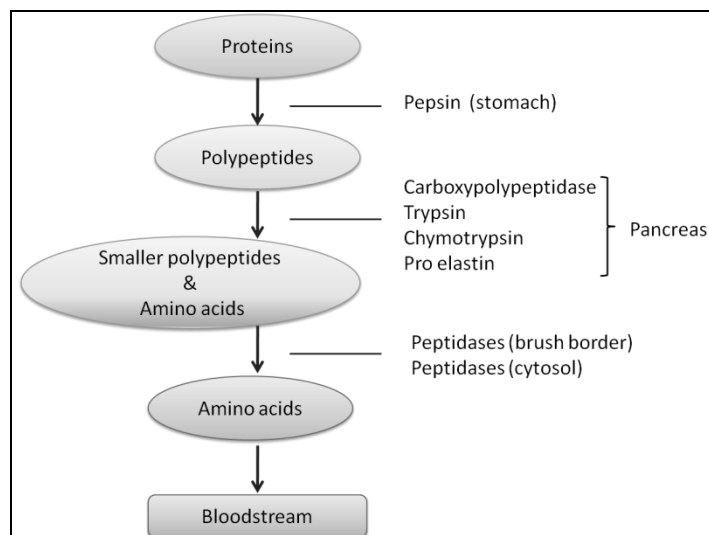 Proteins
Pepsin (stomach)
Polypeptides
Carboxypolypeptidase
Trypsin
Chymotrypsin
Pro elastin
Pancreas
Smaller polypeptides
&
Amino acids
Peptidases (brush border)
Peptidases (cytosol)
Amino acids
Bloodstream